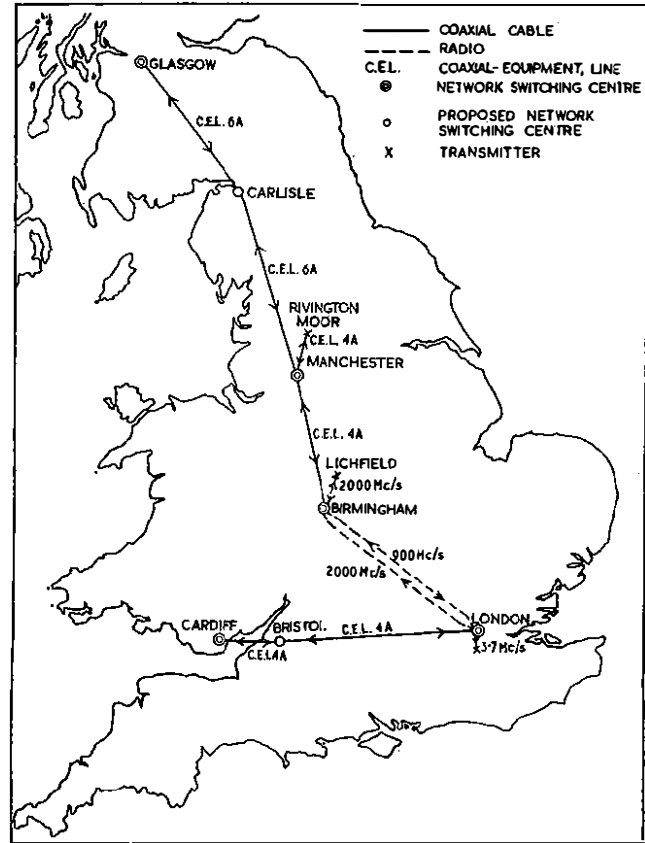 COAXIAL CABLE
RADIO
C.E.L. COAXIAL-EQUIPMENT, LINE
NETWORK SWITCHING CENTRE
PROPOSED NETWORK
SWITCHING CENTRE
X TRANSMITTER
GLASGOW
C.E.L. 6A
CARLISLE
C.E.L. 6A
RIVINGTON
MOOR
C.E.L. 4A
MANCHESTER
C.E.L. 4A
LICHFIELD
2000 Mc/s
BIRMINGHAM
900 Mc/s
2000 Mc/s
LONDON
CARDIFF
BRISTOL
C.E.L. 4A
C.E.L.4A
3·7 Mc/s